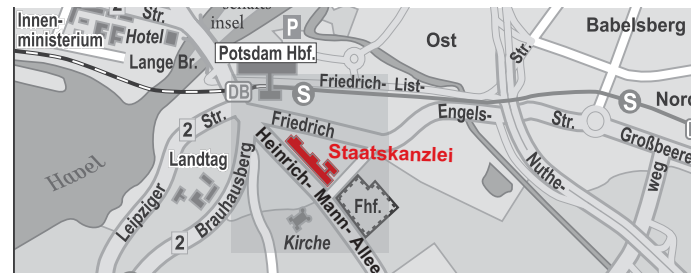 insel
Innen-
ministerium
Str.
Hotel
Lange Br.
P
Potsdam Hbf.
Ost
Str.
Babelsberg
DB
S
Friedrich- List-
S
Nord
Engels-
Str.
Großbeere
weg
2
Str.
Friedrich
Staatskanzlei
Heinrich- Mann- Allee
Landtag
Havel
Leipziger
2
Brauhausberg
Kirche
Fhf.
Nuthe-